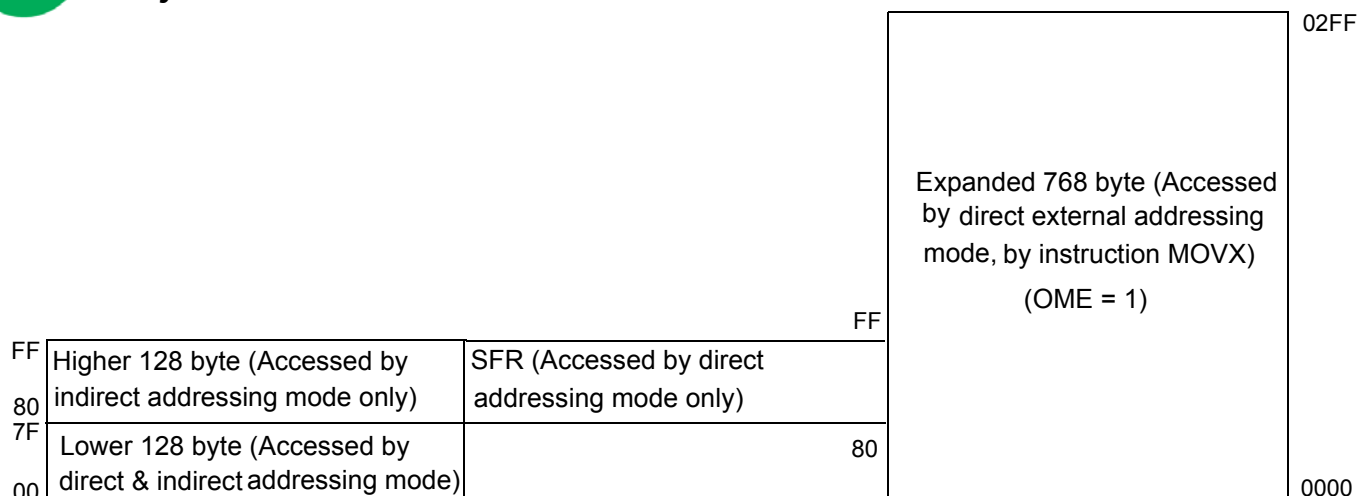 02FF
Expanded 768 byte (Accessed
by direct external addressing
mode, by instruction MOVX)
(OME = 1)
FF
FF
Higher 128 byte (Accessed by
indirect addressing mode only)
80
SFR (Accessed by direct
addressing mode only)
7F
Lower 128 byte (Accessed by
direct & indirect addressing mode)
00
80
0000